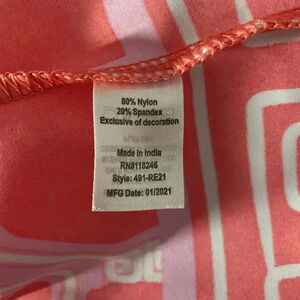 80% Nylon
20% Spandex
Exclusive of decoration
Made in India
RN#118246
Style: 491-RE21
MFG Date: 01/2021